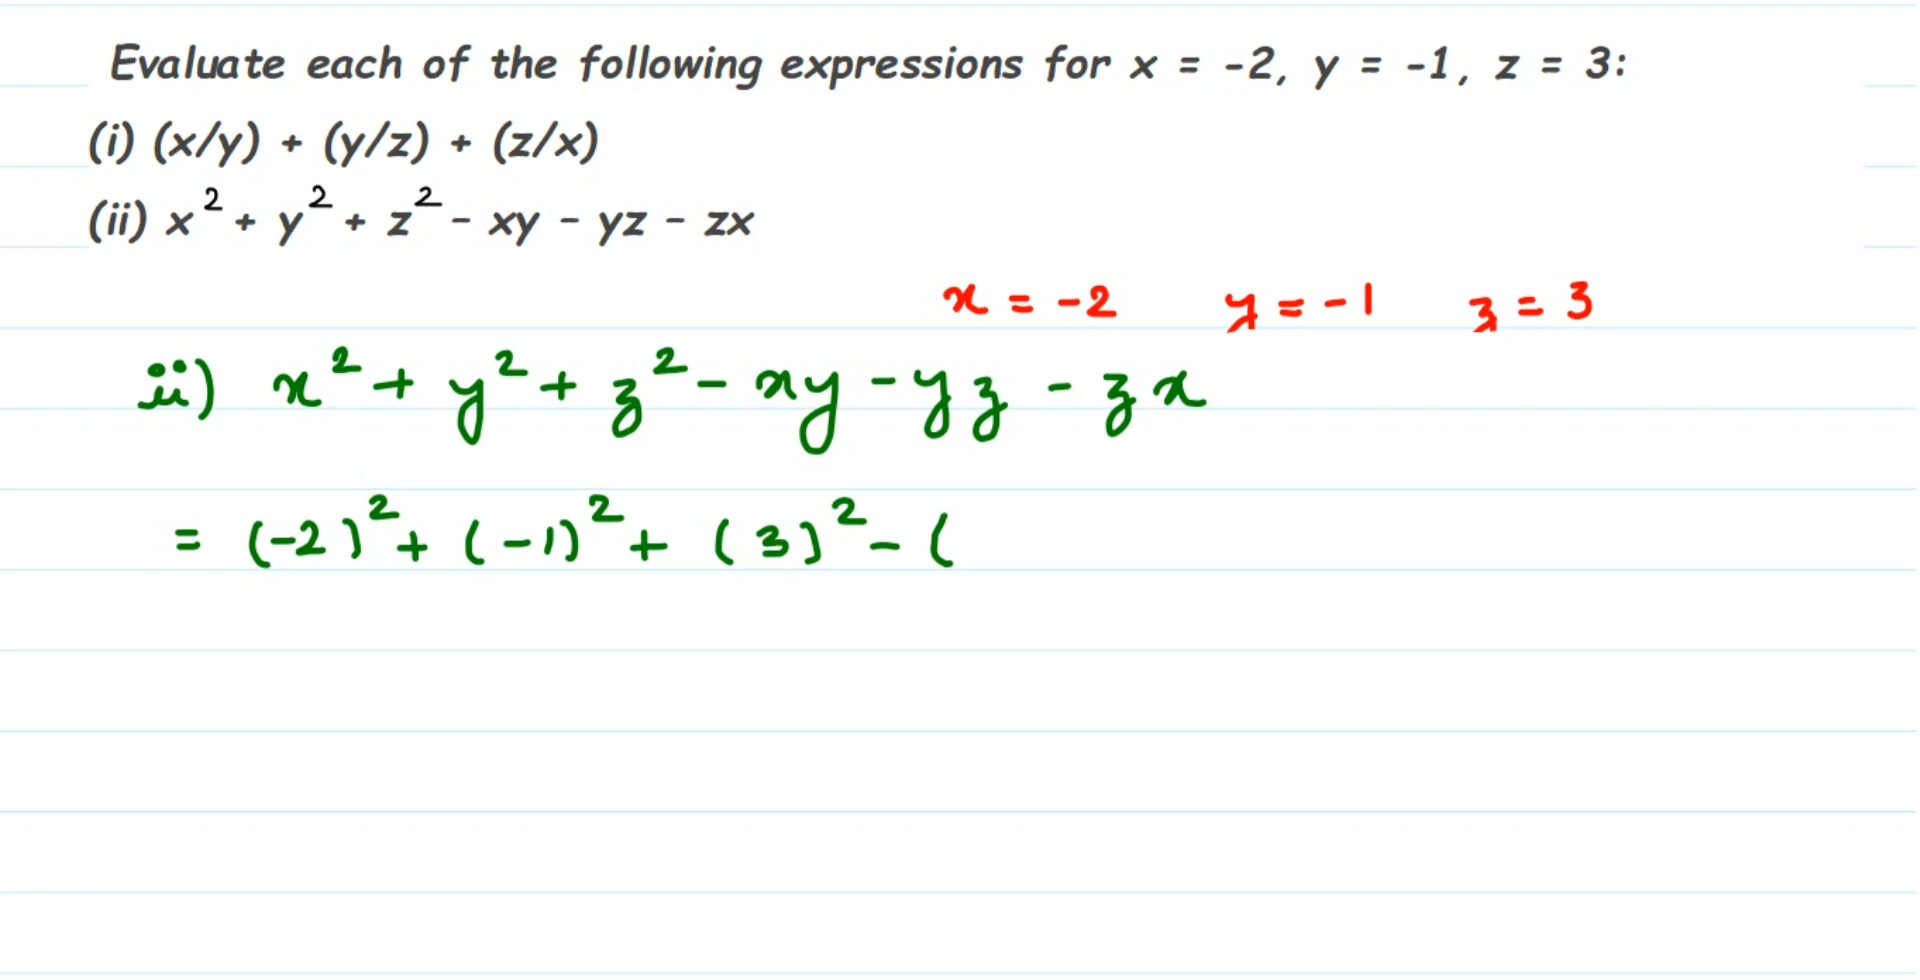 Evaluate each of the following expressions for x = -2, y = -1, z = 3:
(i) (x/y) + (y/z) + (z/x)
(ii) x² + y² + z² - xy - yz - zx
x = -2 y = -1 z = 3
ii) x² + y² + z² - xy - yz - zx
= (-2)² + (-1)² + (3)² - (